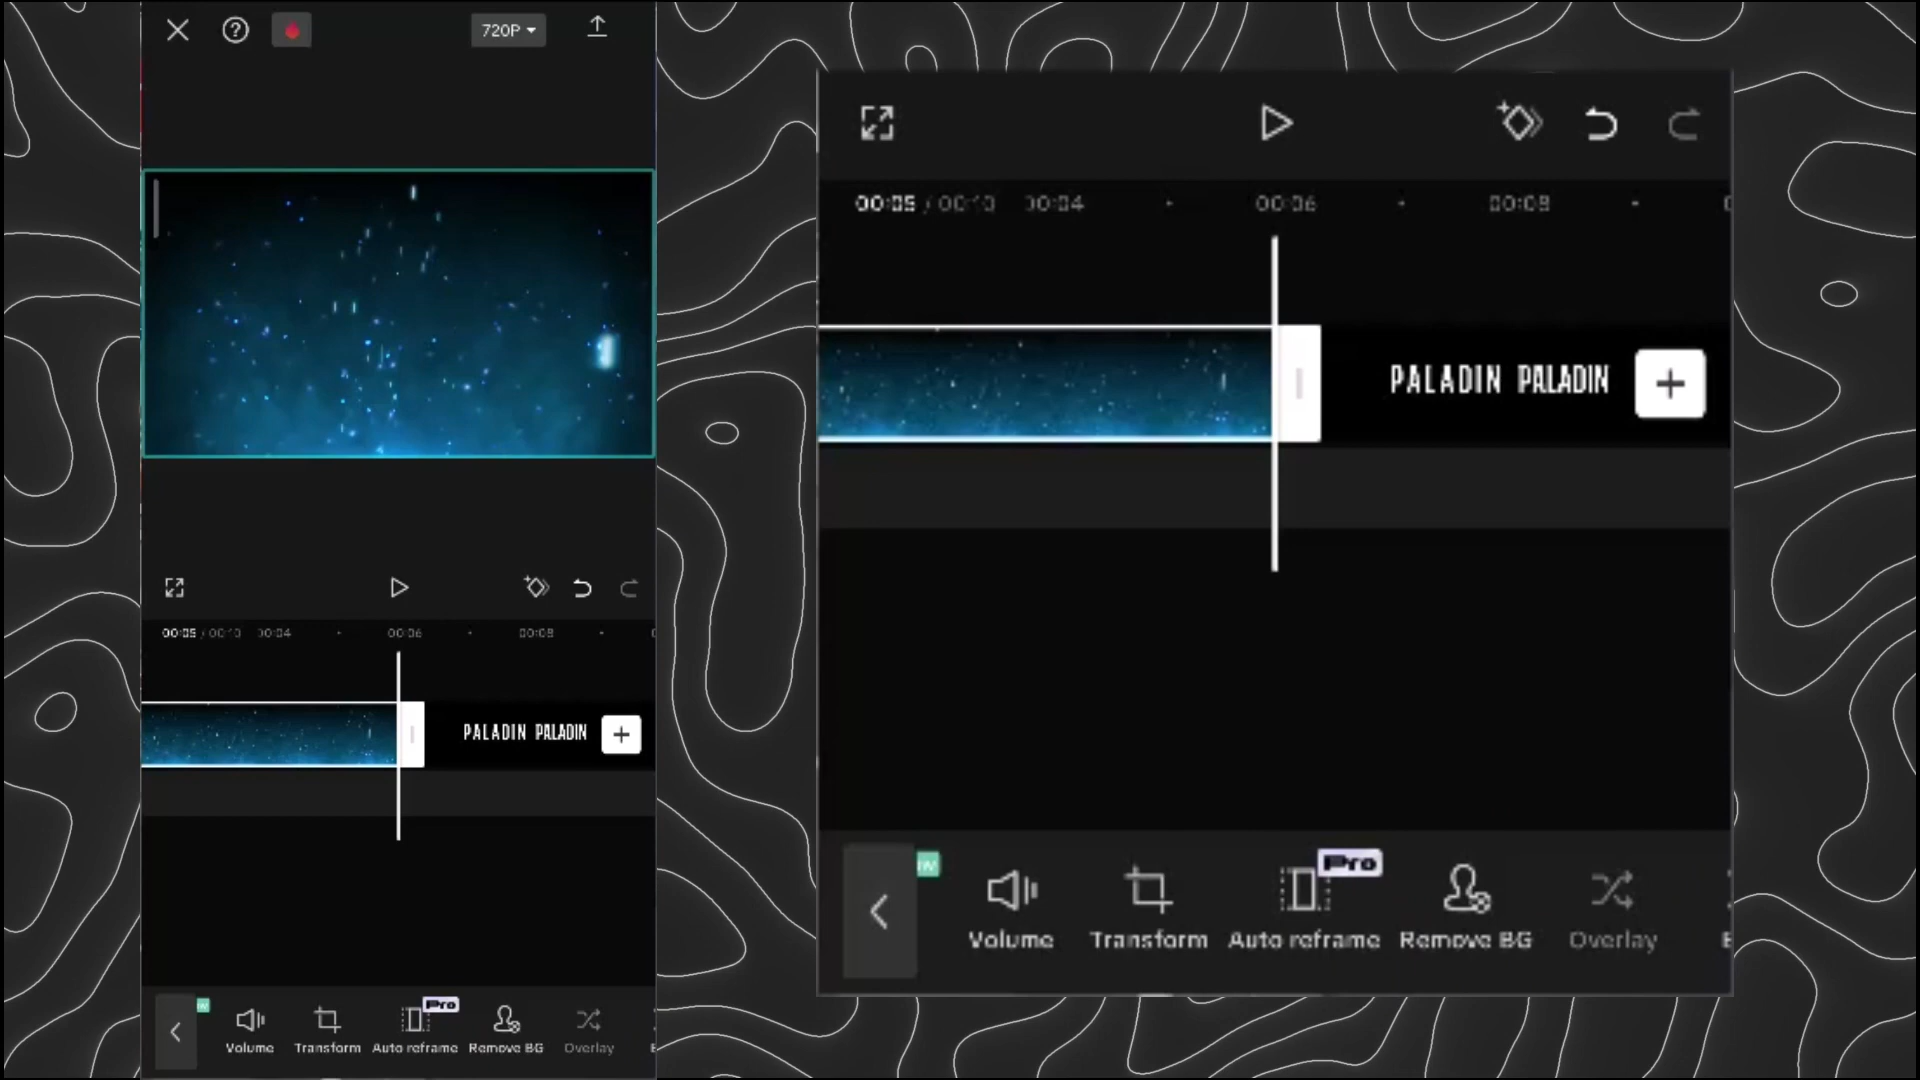 720P
00:05 / 00:10 00:04 00:06 00:08
PALADIN PALADIN
Pro
Volume Transform Auto reframe Remove BG Overlay
00:05 / 00:10 00:04 00:06 00:08
PALADIN PALADIN
Pro
Volume Transform Auto reframe Remove BG Overlay